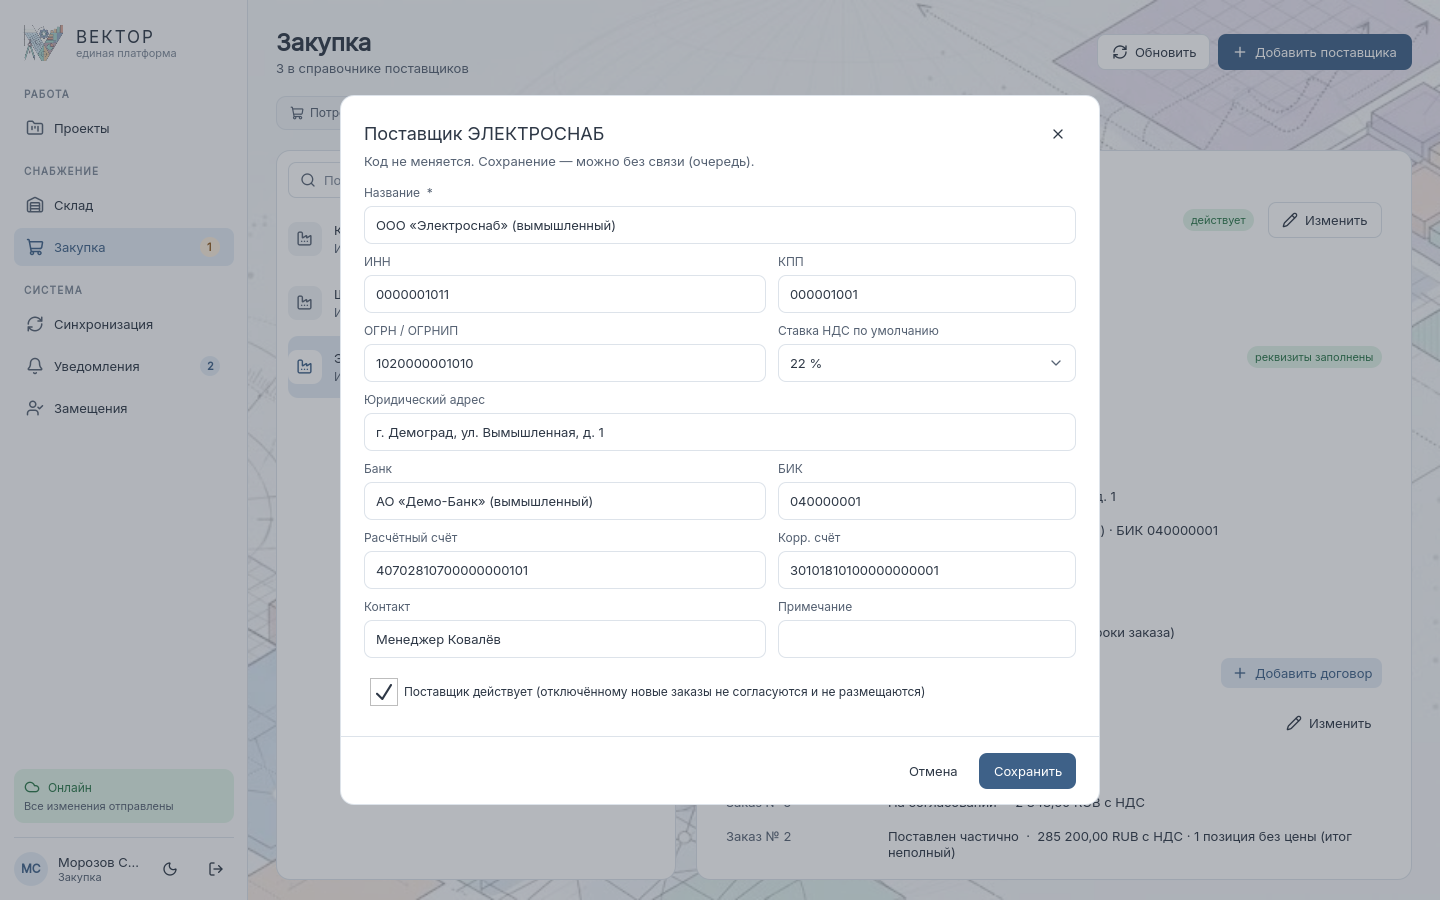 ВЕКТОР
единая платформа
РАБОТА
Проекты
СНАБЖЕНИЕ
Склад
Закупка 1
СИСТЕМА
Синхронизация
Уведомления 2
Замещения
Онлайн
Все изменения отправлены
МС Морозов С...
Закупка
Закупка
3 в справочнике поставщиков
Обновить
Добавить поставщика
действует
Изменить
реквизиты заполнены
д. 1
) · БИК 040000001
заказа)
Добавить договор
Изменить
RUB с НДС
Заказ № 2
Поставлен частично · 285 200,00 RUB с НДС · 1 позиция без цены (итог
неполный)
Поставщик ЭЛЕКТРОСНАБ
Код не меняется. Сохранение — можно без связи (очередь).
Название *
ООО «Электроснаб» (вымышленный)
ИНН
КПП
0000001011
000001001
ОГРН / ОГРНИП
Ставка НДС по умолчанию
1020000001010
22 %
Юридический адрес
г. Демоград, ул. Вымышленная, д. 1
Банк
БИК
АО «Демо-Банк» (вымышленный)
040000001
Расчётный счёт
Корр. счёт
40702810700000000101
30101810100000000001
Контакт
Примечание
Менеджер Ковалёв
Поставщик действует (отключённому новые заказы не согласуются и не размещаются)
Отмена
Сохранить